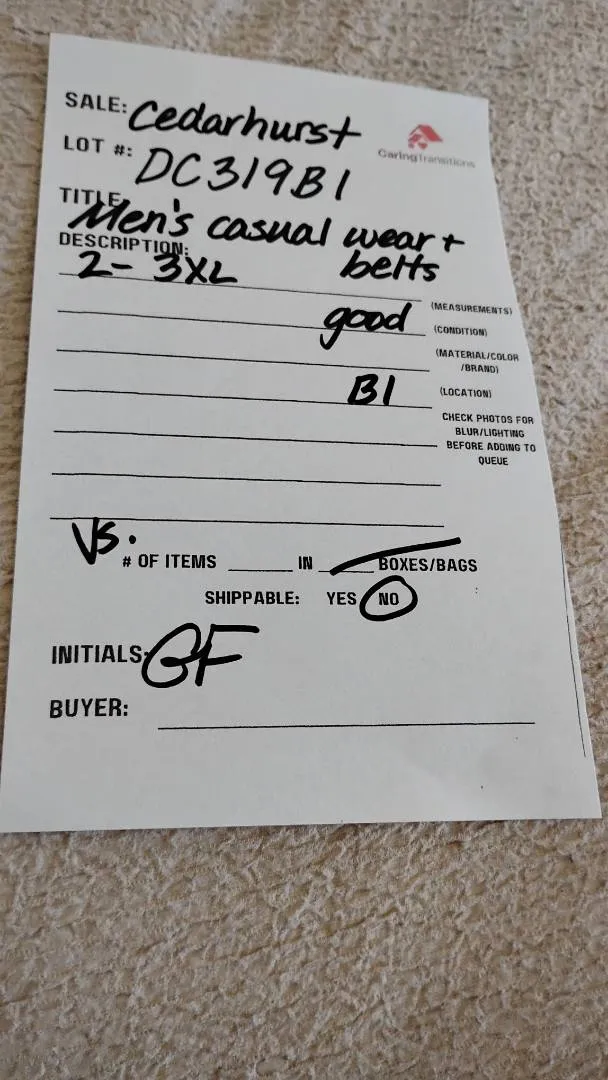 SALE: Cedarhurst
CaringTransitions
LOT #: DC319B1
TITLE: Men's casual wear +
belts
DESCRIPTION:
2- 3XL
(MEASUREMENTS)
good (CONDITION)
(MATERIAL/COLOR
/BRAND)
B1 (LOCATION)
CHECK PHOTOS FOR
BLUR/LIGHTING
BEFORE ADDING TO
QUEUE
VS.
# OF ITEMS ______ IN ______ BOXES/BAGS
SHIPPABLE: YES NO
INITIALS: GF
BUYER: